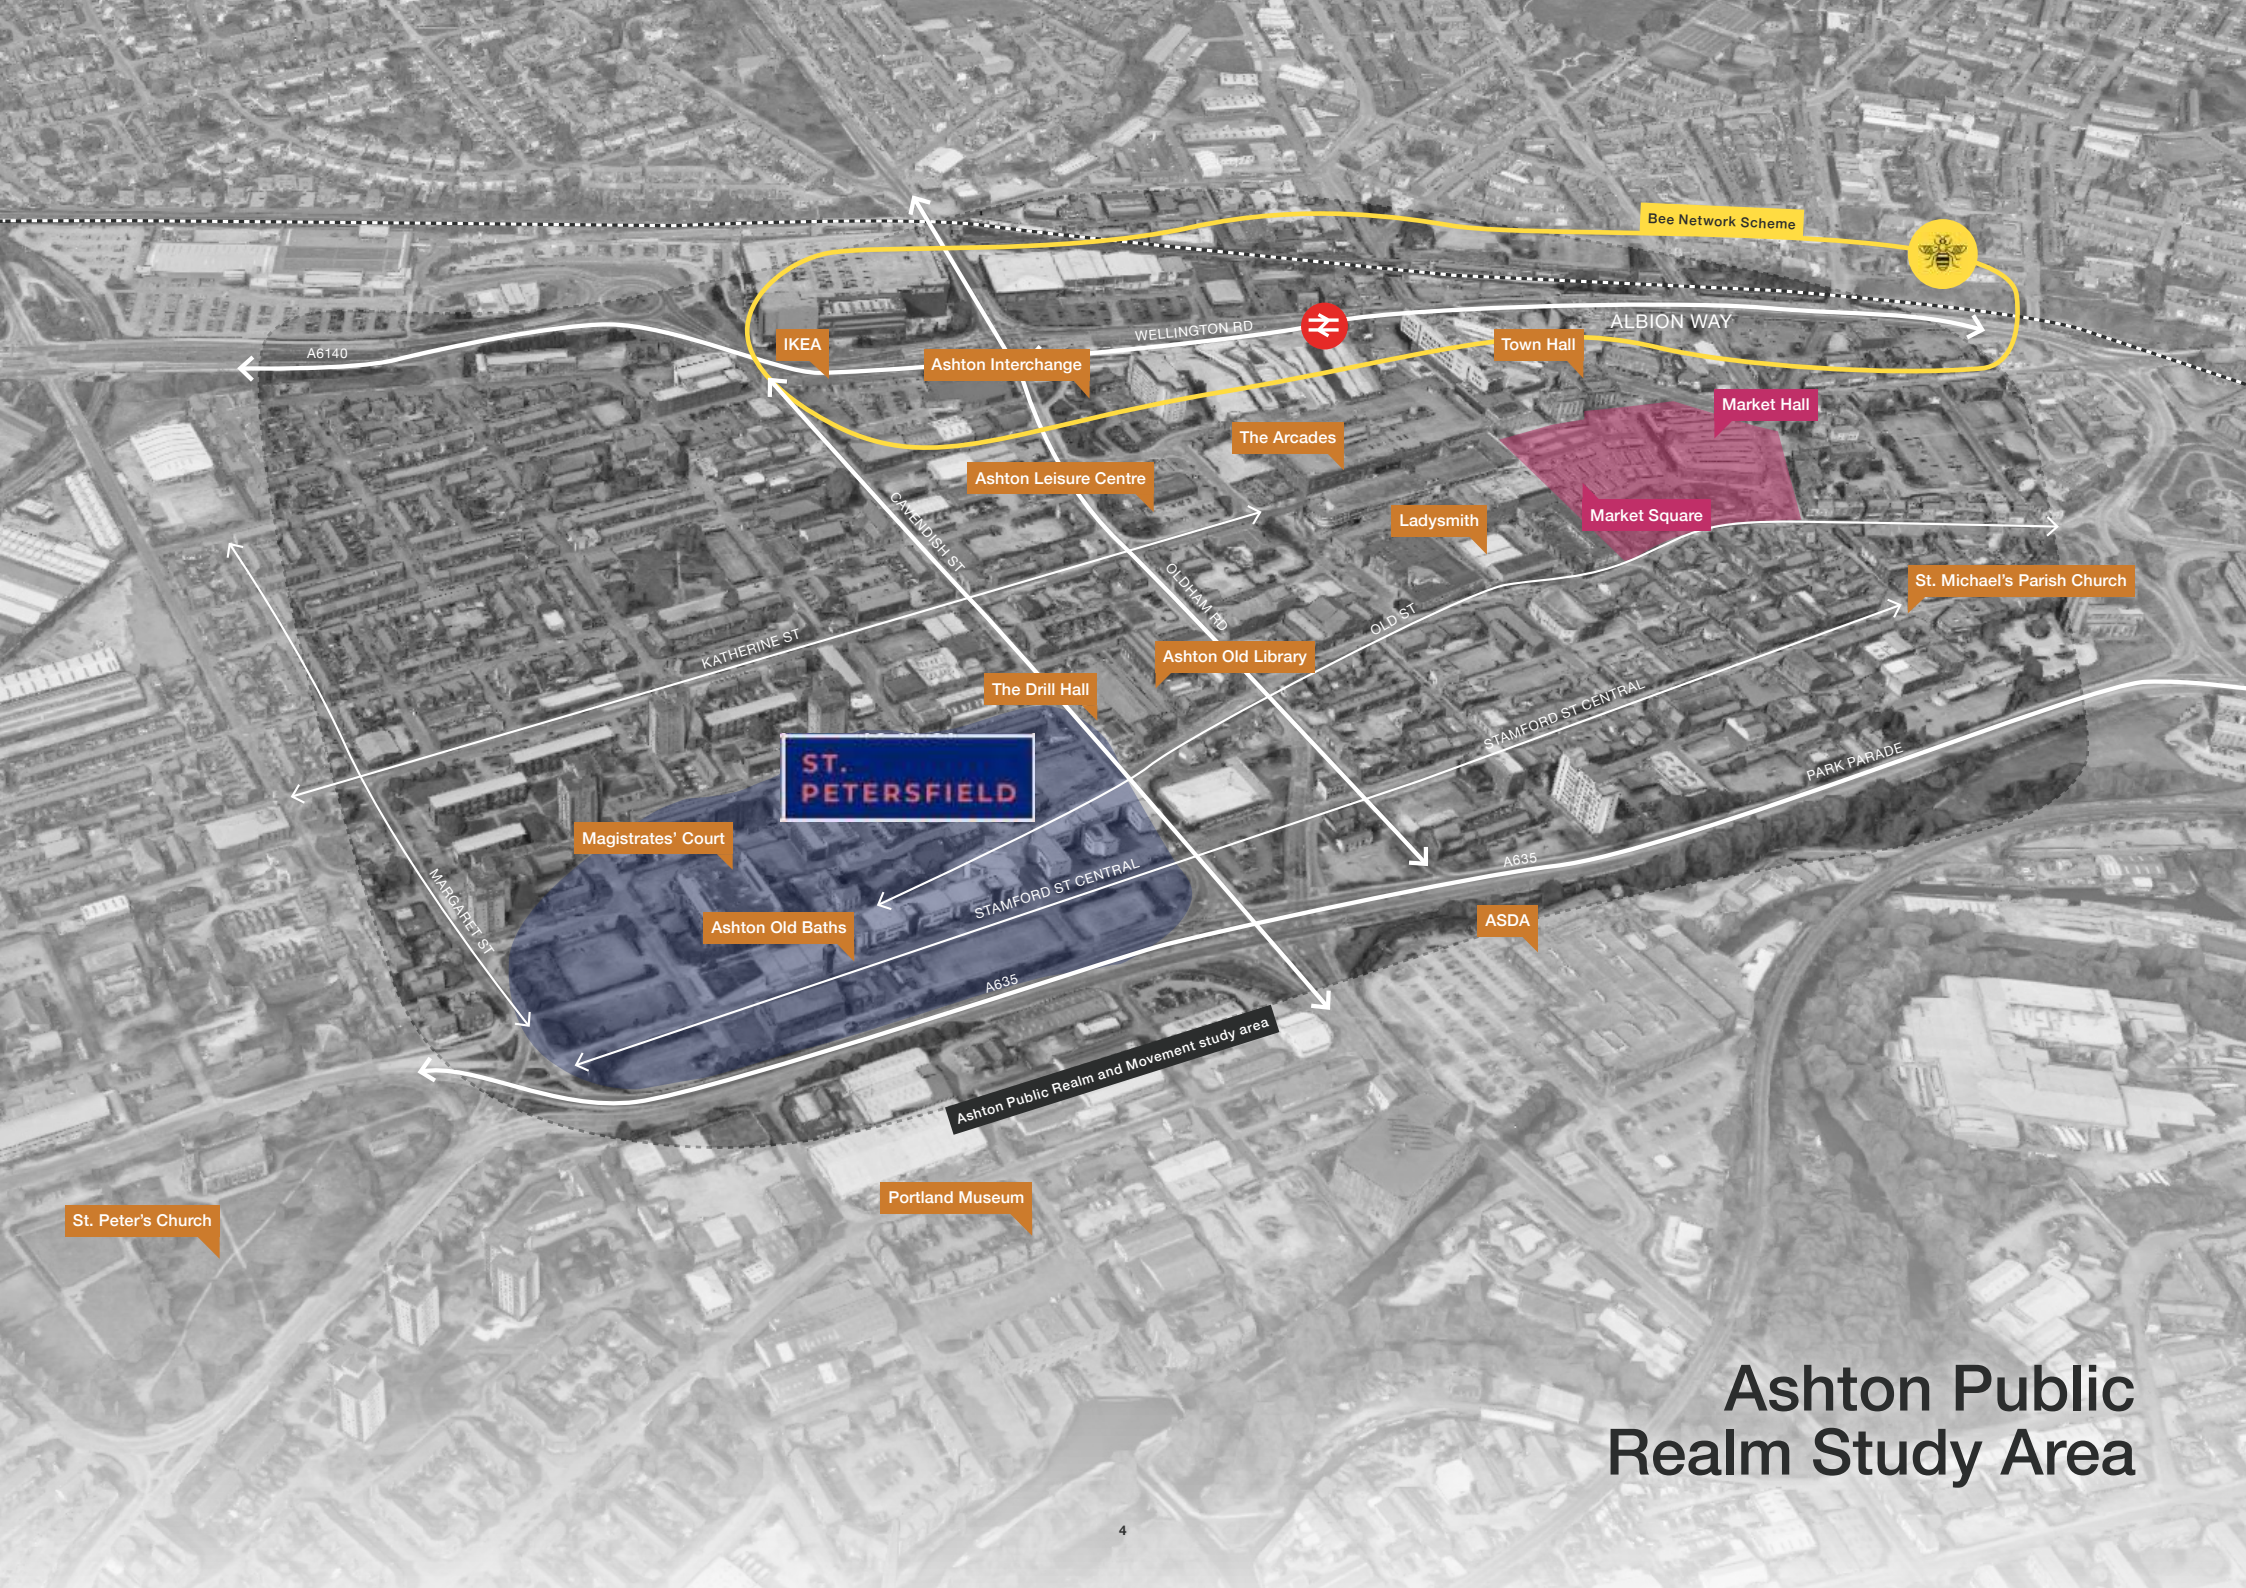 Bee Network Scheme
WELLINGTON RD
ALBION WAY
A6140
IKEA
Ashton Interchange
Town Hall
Market Hall
The Arcades
Ashton Leisure Centre
CAVENDISH ST
Ladysmith
Market Square
OLDHAM RD
St. Michael's Parish Church
KATHERINE ST
OLD ST
Ashton Old Library
The Drill Hall
STAMFORD ST CENTRAL
PARK PARADE
ST.
PETERSFIELD
Magistrates' Court
MARGARET ST
STAMFORD ST CENTRAL
A635
Ashton Old Baths
ASDA
A635
Ashton Public Realm and Movement study area
Portland Museum
St. Peter's Church
Ashton Public
Realm Study Area
4